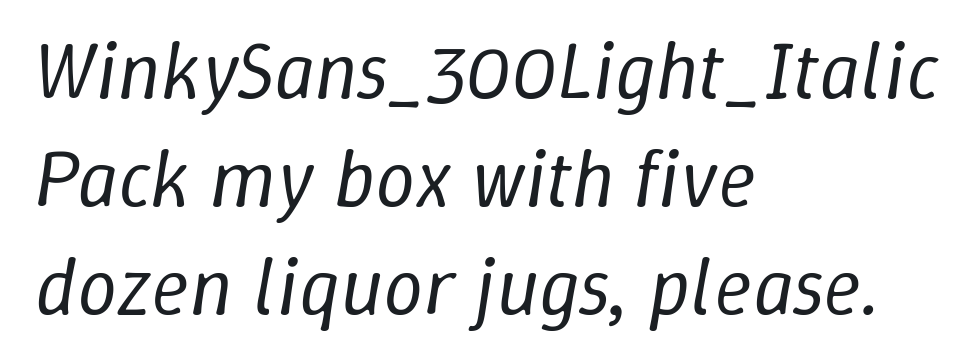 WinkySans_300Light_Italic
Pack my box with five
dozen liquor jugs, please.